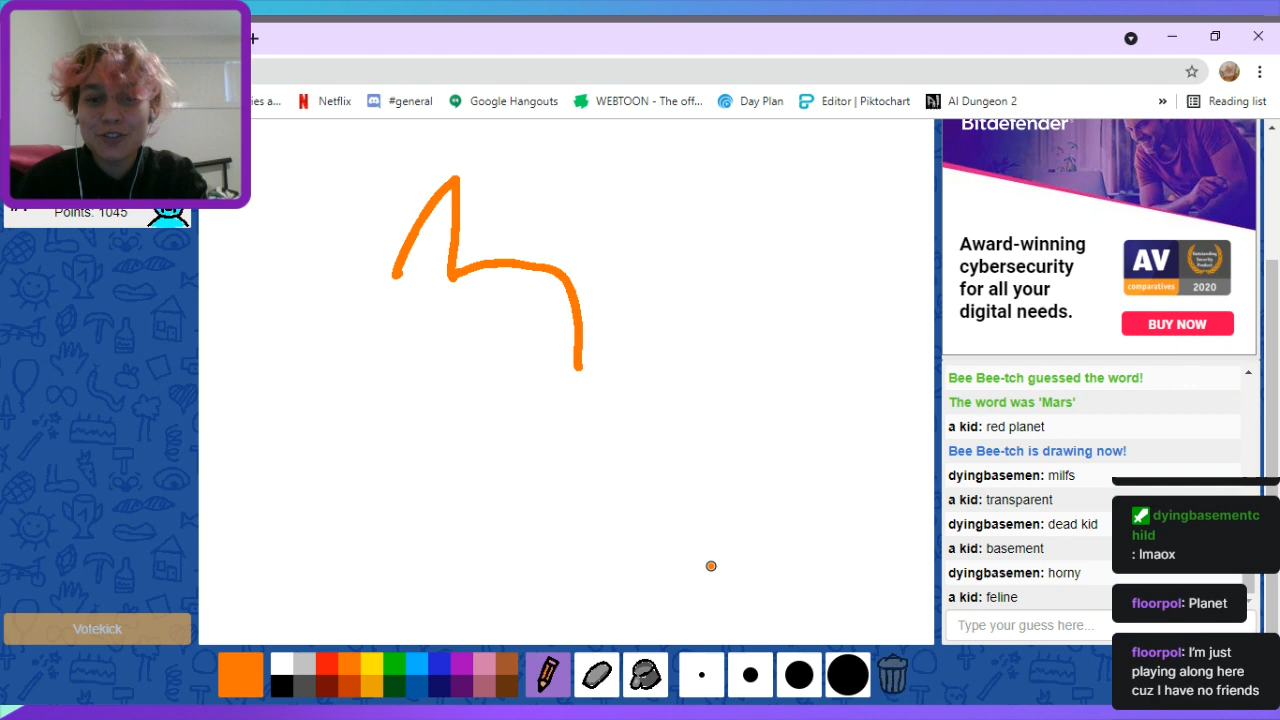 ies a...
Netflix
#general
Google Hangouts
WEBTOON - The off...
Day Plan
Editor | Piktochart
AI Dungeon 2
»
Reading list
Points: 1045
Votekick
Bitdefender
Award-winning
cybersecurity
for all your
digital needs.
AV
comparatives
2020
BUY NOW
Bee Bee-tch guessed the word!
The word was 'Mars'
a kid: red planet
Bee Bee-tch is drawing now!
dyingbasemen: milfs
a kid: transparent
dyingbasemen: dead kid
a kid: basement
dyingbasemen: horny
a kid: feline
Type your guess here...
dyingbasementc
hild
: lmaox
floorpol: Planet
floorpol: I'm just
playing along here
cuz I have no friends